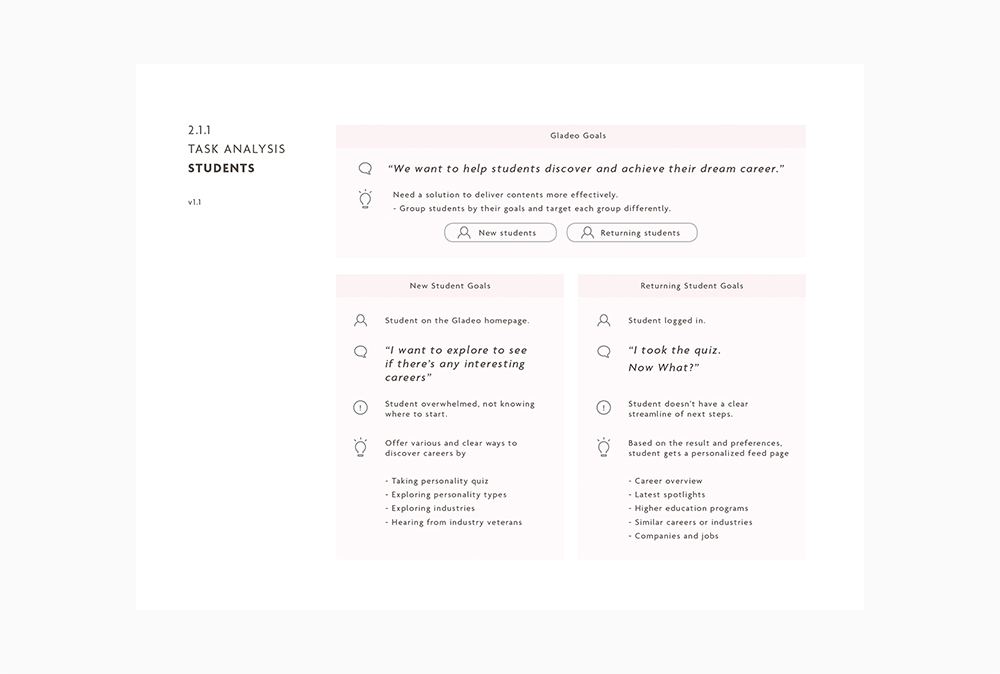 2.1.1
TASK ANALYSIS
STUDENTS
v1.1
Gladeo Goals
“We want to help students discover and achieve their dream career.”
Need a solution to deliver contents more effectively.
- Group students by their goals and target each group differently.
New students
Returning students
New Student Goals
Student on the Gladeo homepage.
“I want to explore to see
if there's any interesting
careers”
Student overwhelmed, not knowing
where to start.
Offer various and clear ways to
discover careers by
- Taking personality quiz
- Exploring personality types
- Exploring industries
- Hearing from industry veterans
Returning Student Goals
Student logged in.
“I took the quiz.
Now What?”
Student doesn't have a clear
streamline of next steps.
Based on the result and preferences,
student gets a personalized feed page
- Career overview
- Latest spotlights
- Higher education programs
- Similar careers or industries
- Companies and jobs